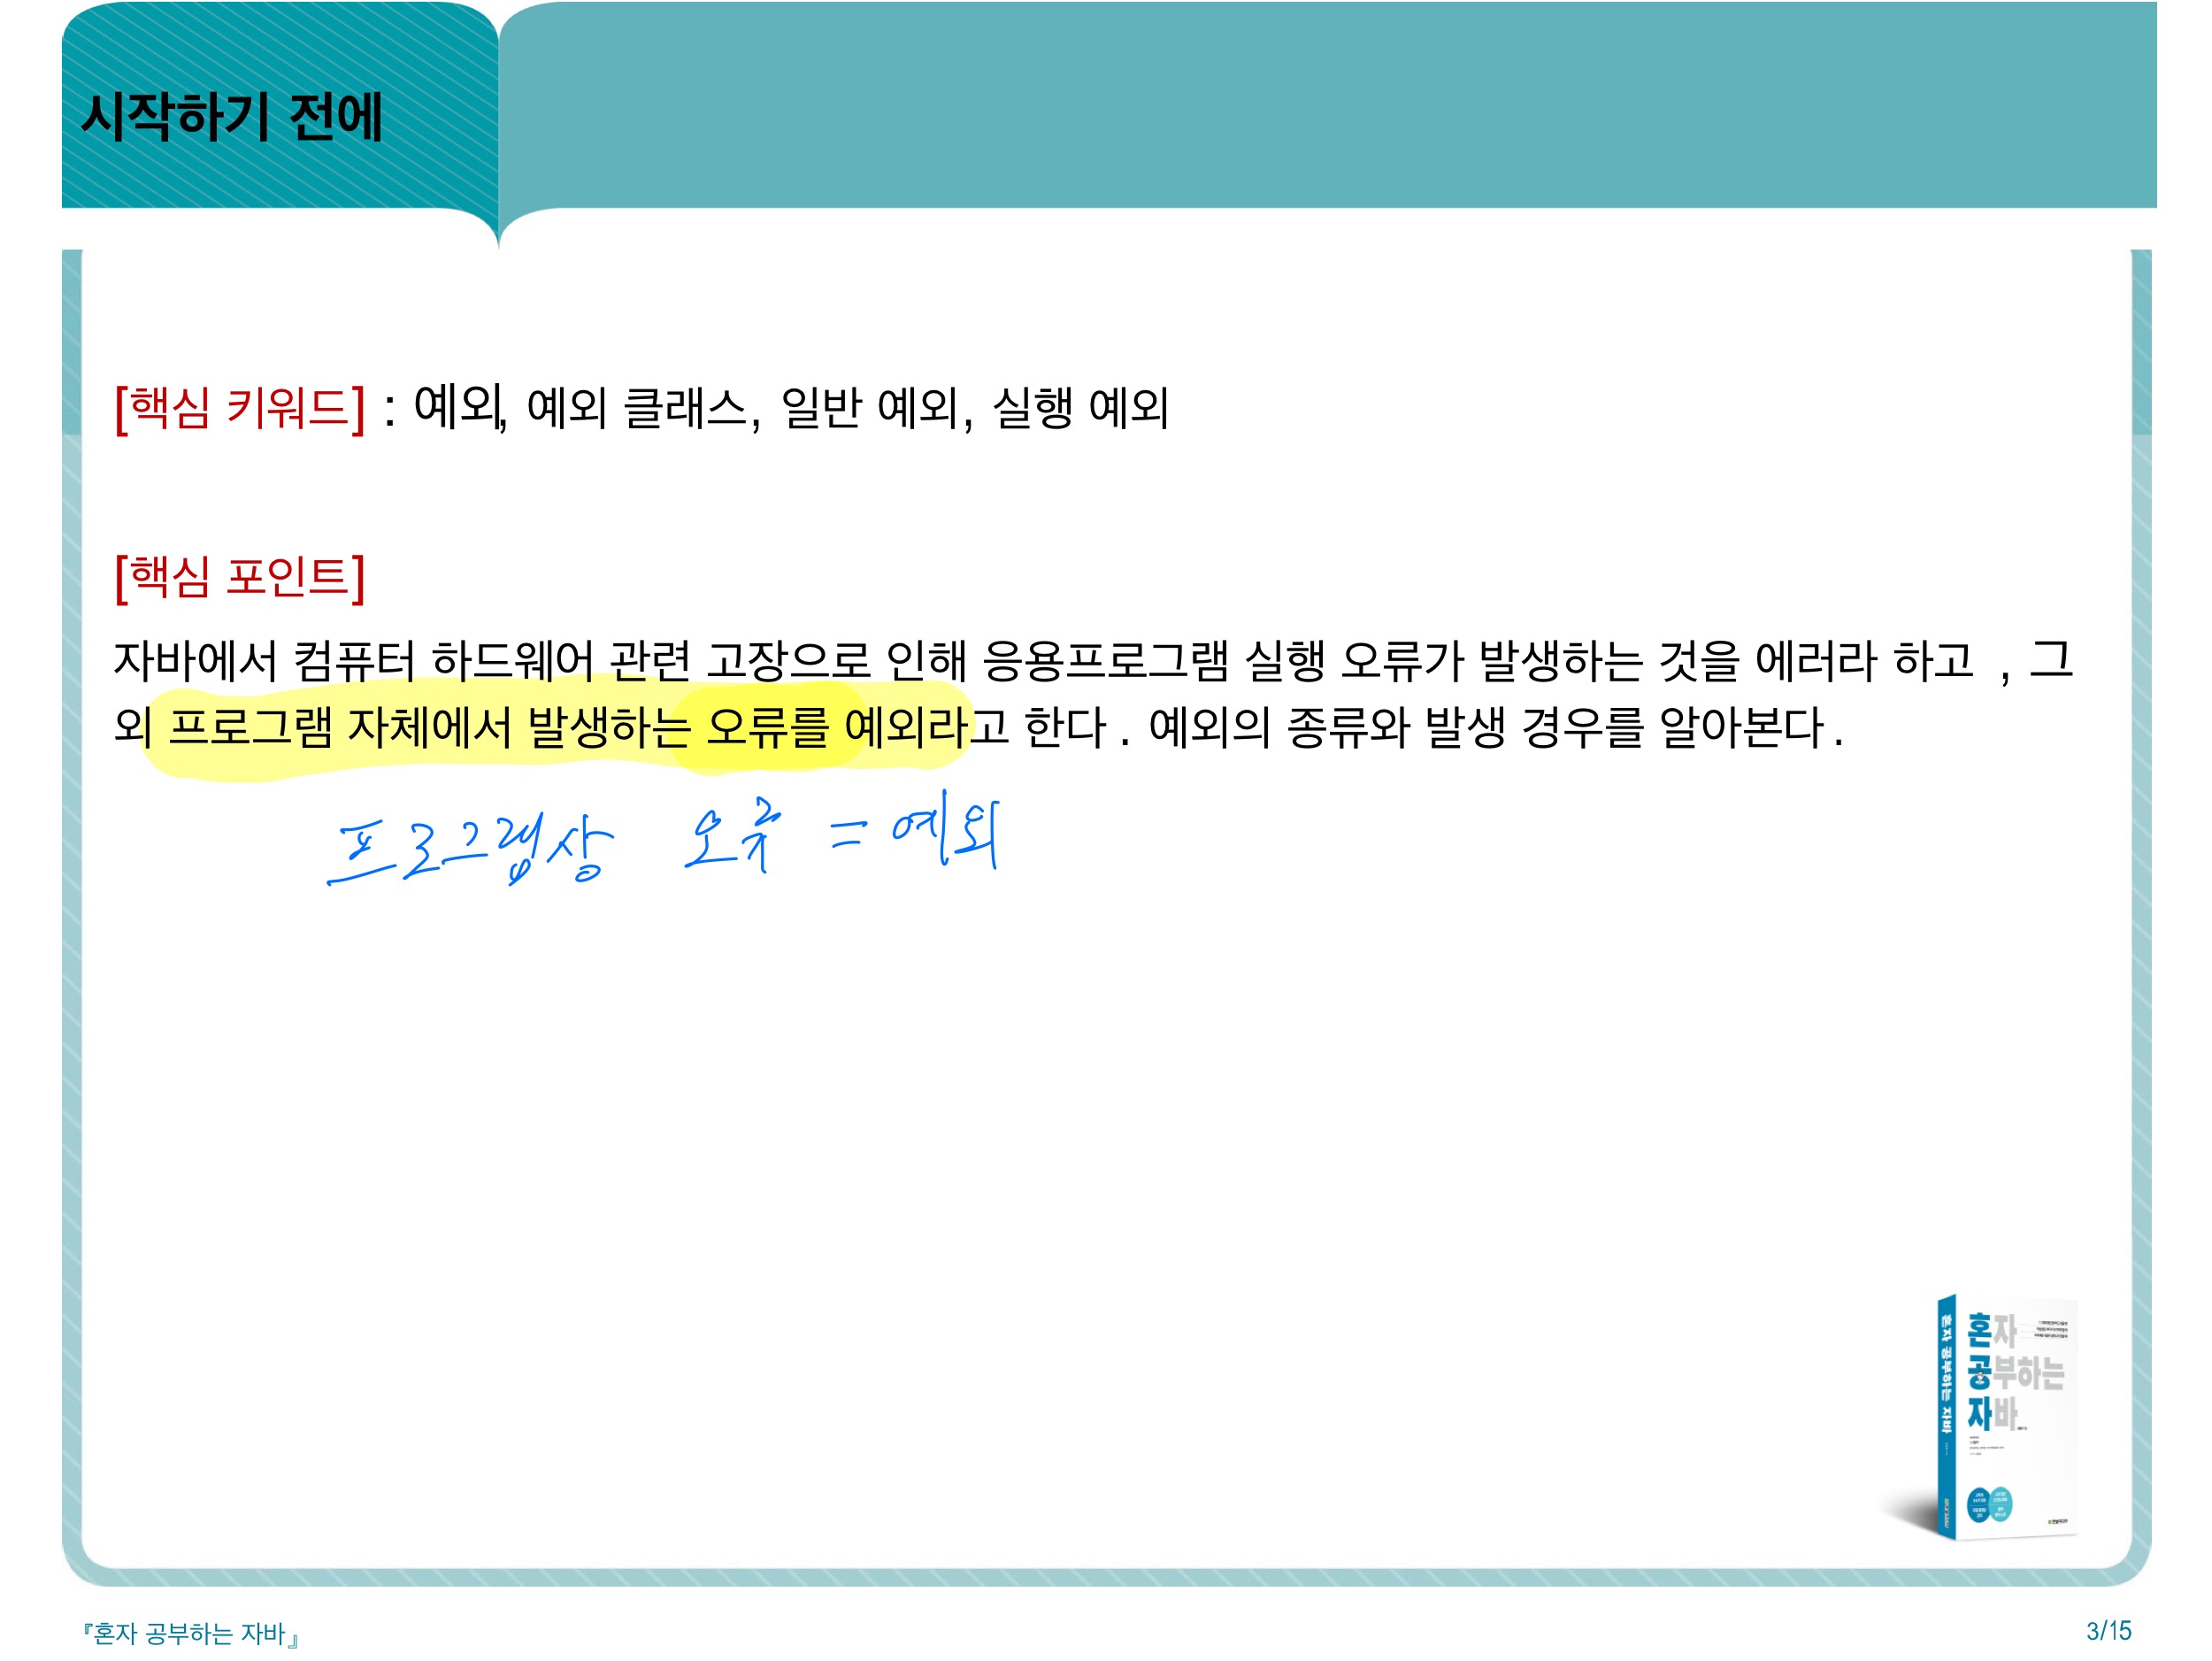 시작하기 전에
[핵심 키워드] : 예외, 예외 클래스, 일반 예외, 실행 예외
[핵심 포인트]
자바에서 컴퓨터 하드웨어 관련 고장으로 인해 응용프로그램 실행 오류가 발생하는 것을 에러라 하고 , 그
외 프로그램 자체에서 발생하는 오류를 예외라고 한다 . 예외의 종류와 발생 경우를 알아본다 .
프로그램상 오류 = 예외
혼자 공부하는 자바
혼자
공부하는
자바
『혼자 공부하는 자바』
3/15